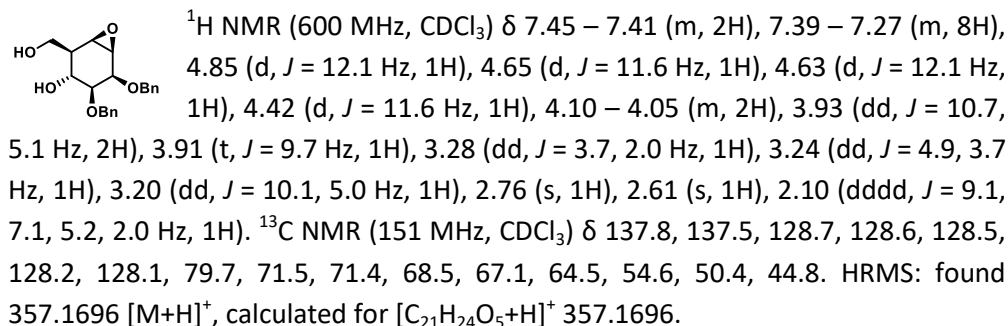 O
HO
HO
OBn
OBn
¹H NMR (600 MHz, CDCl₃) δ 7.45 – 7.41 (m, 2H), 7.39 – 7.27 (m, 8H),
4.85 (d, J = 12.1 Hz, 1H), 4.65 (d, J = 11.6 Hz, 1H), 4.63 (d, J = 12.1 Hz,
1H), 4.42 (d, J = 11.6 Hz, 1H), 4.10 – 4.05 (m, 2H), 3.93 (dd, J = 10.7,
5.1 Hz, 2H), 3.91 (t, J = 9.7 Hz, 1H), 3.28 (dd, J = 3.7, 2.0 Hz, 1H), 3.24 (dd, J = 4.9, 3.7
Hz, 1H), 3.20 (dd, J = 10.1, 5.0 Hz, 1H), 2.76 (s, 1H), 2.61 (s, 1H), 2.10 (dddd, J = 9.1,
7.1, 5.2, 2.0 Hz, 1H). ¹³C NMR (151 MHz, CDCl₃) δ 137.8, 137.5, 128.7, 128.6, 128.5,
128.2, 128.1, 79.7, 71.5, 71.4, 68.5, 67.1, 64.5, 54.6, 50.4, 44.8. HRMS: found
357.1696 [M+H]⁺, calculated for [C₂₁H₂₄O₅+H]⁺ 357.1696.